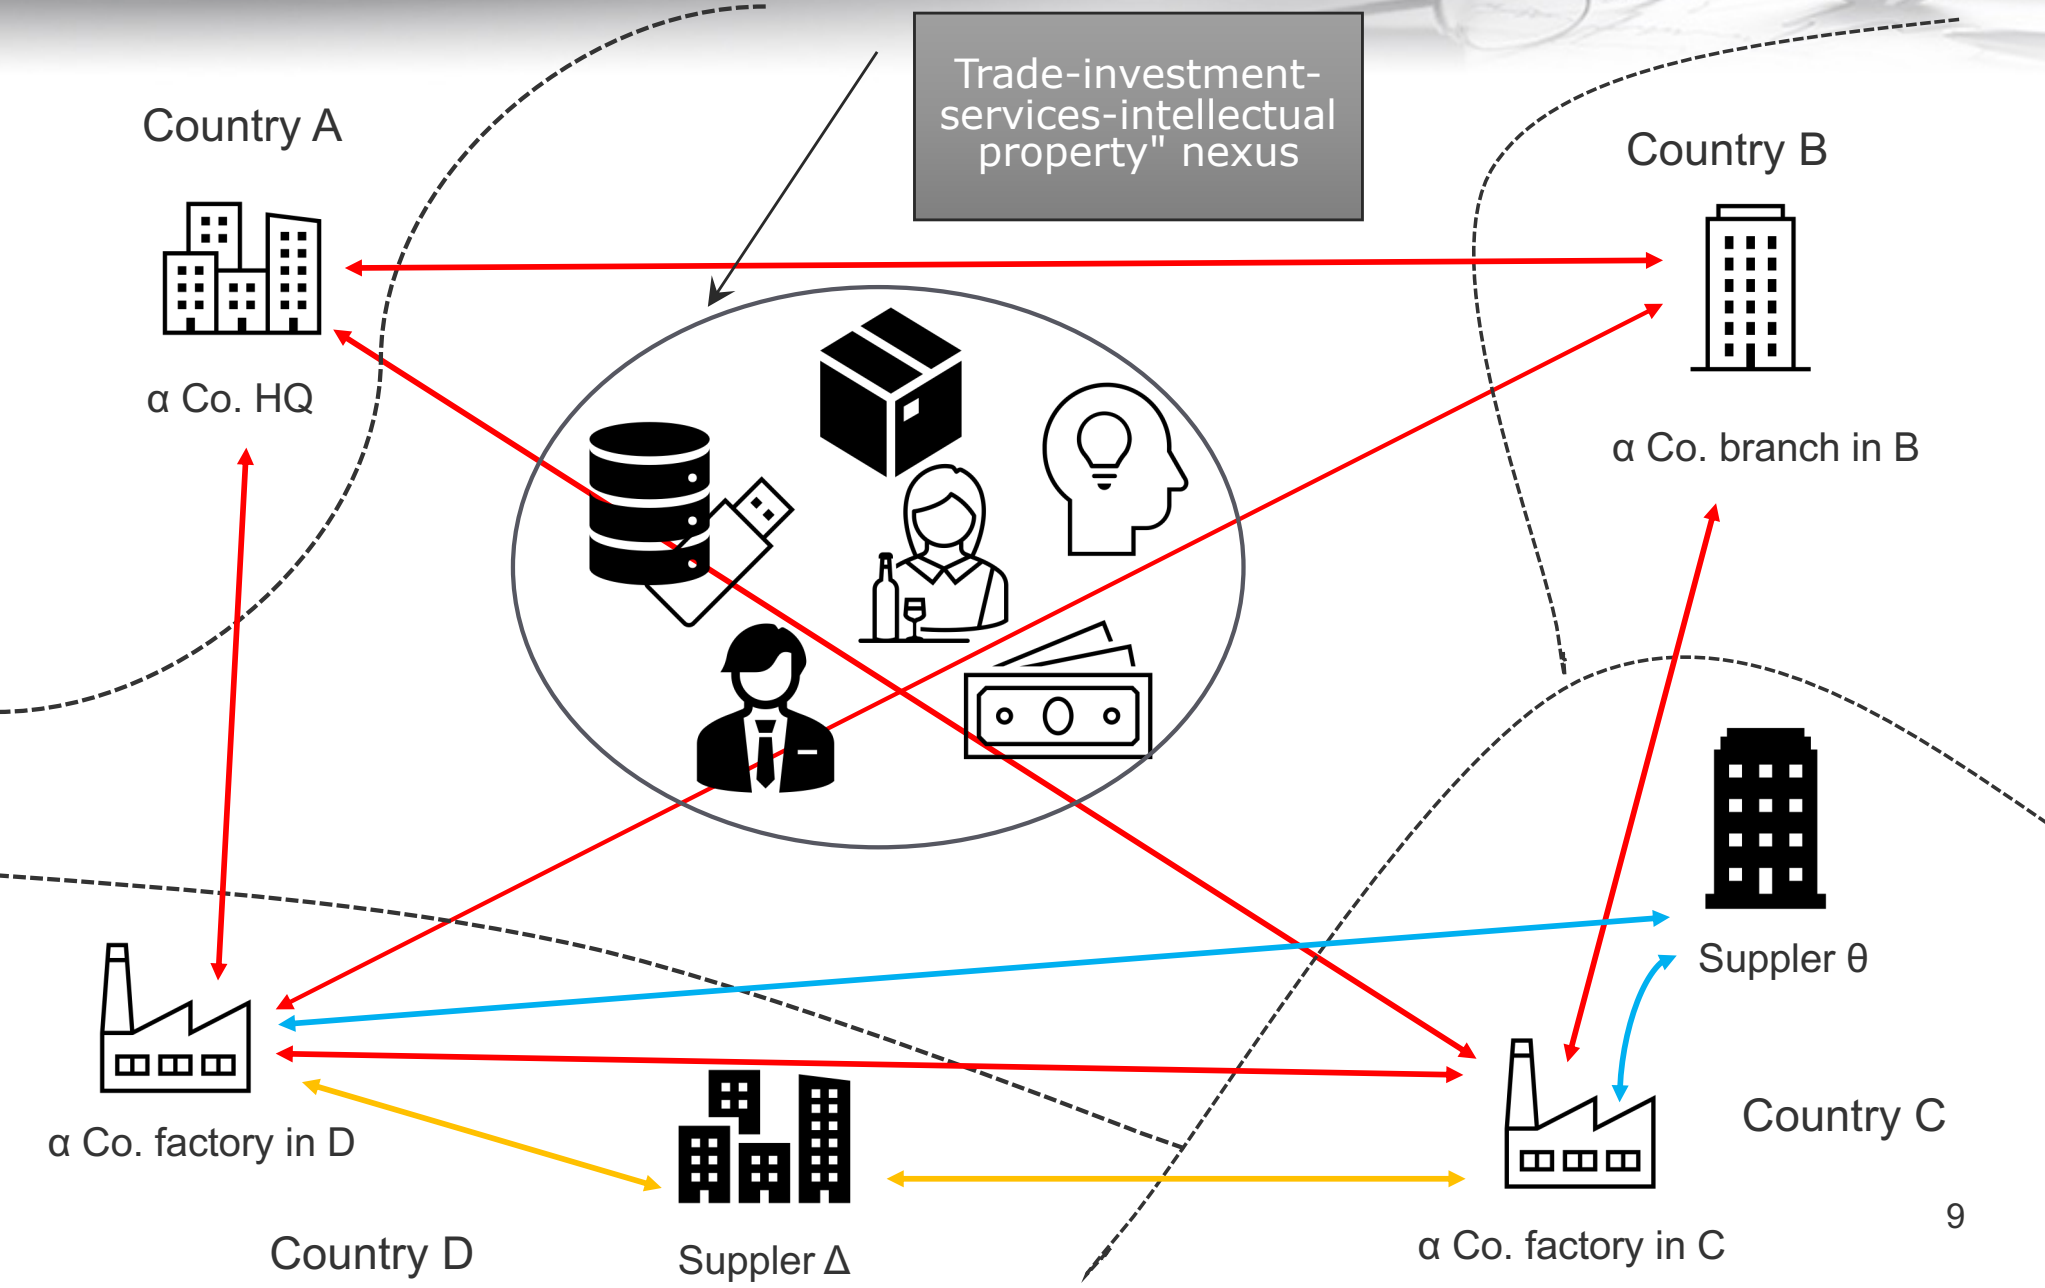 Trade-investment-
services-intellectual
property" nexus
Country A
Country B
α Co. HQ
α Co. branch in B
Suppler θ
Country C
α Co. factory in D
α Co. factory in C
Country D
Suppler Δ
9